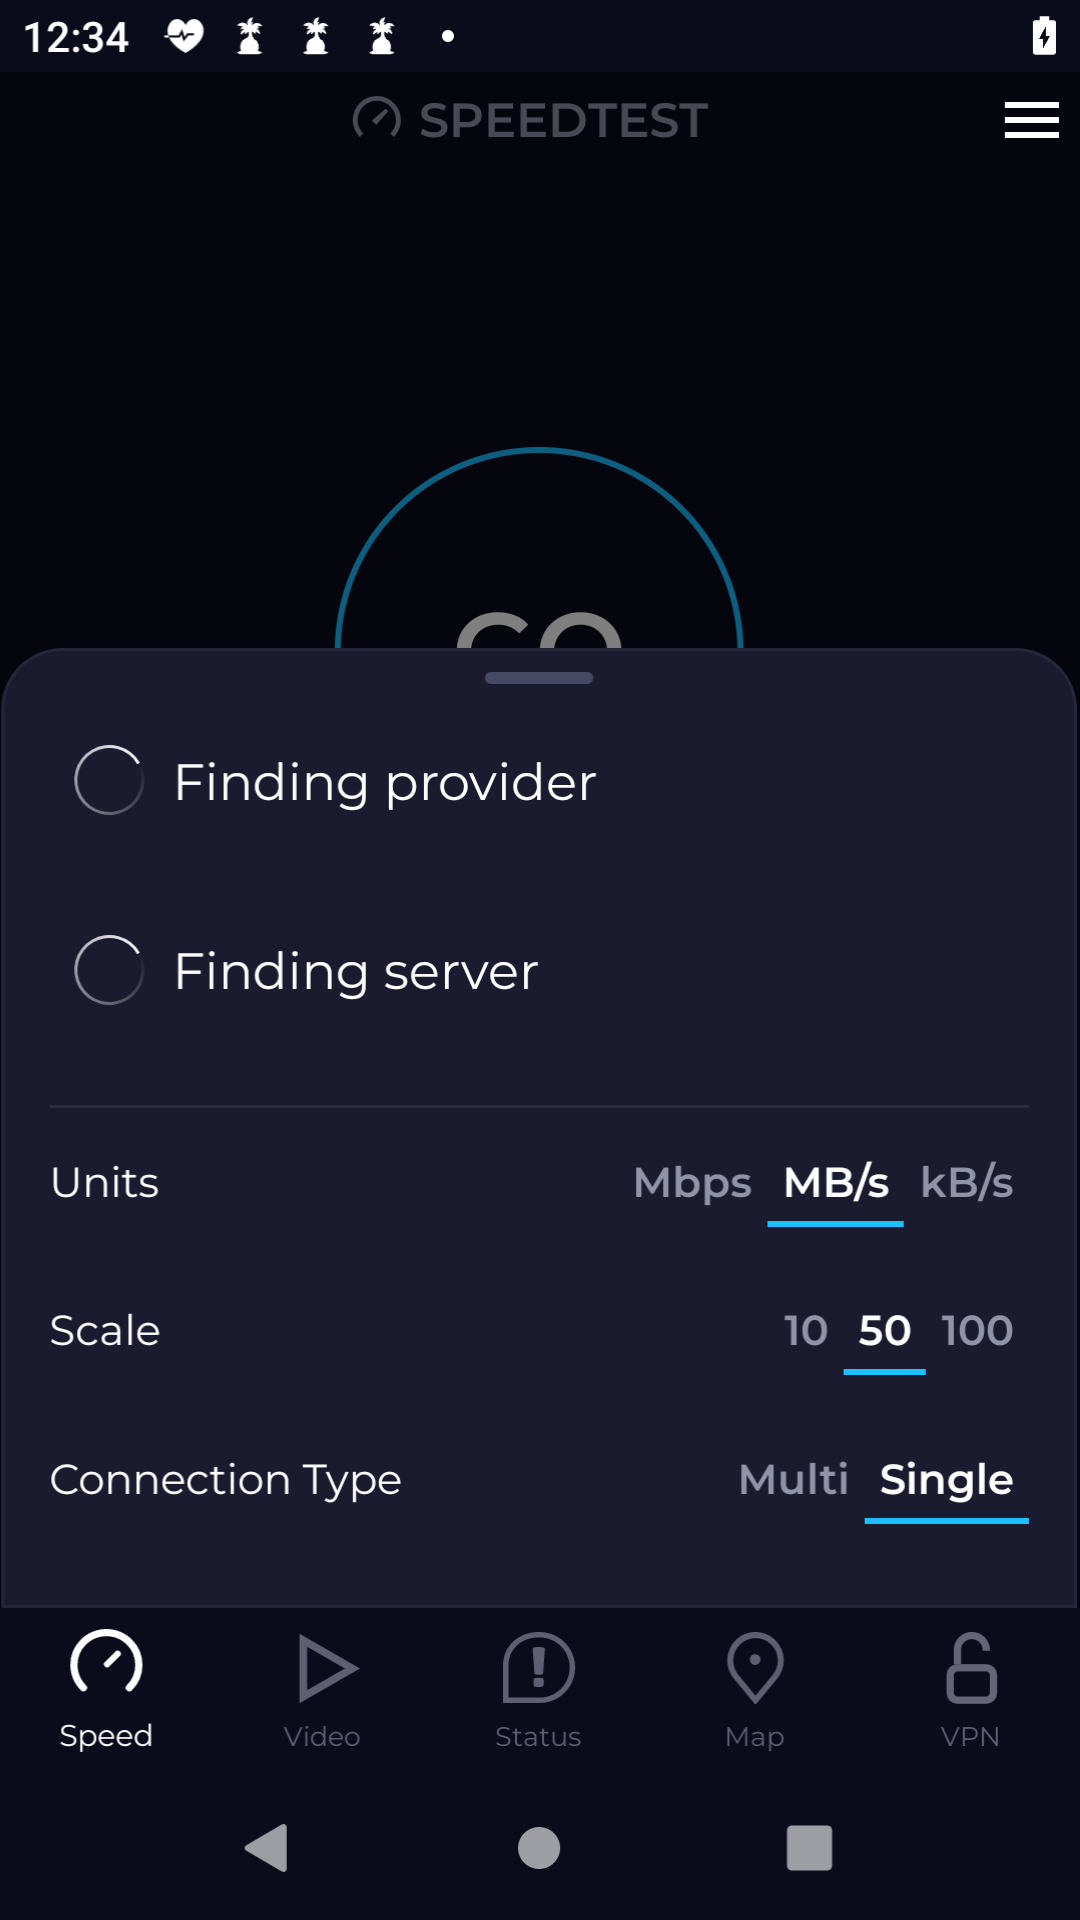 12:34
SPEEDTEST
GO
Finding provider
Finding server
Units Mbps MB/s kB/s
Scale 10 50 100
Connection Type Multi Single
Speed Video Status Map VPN